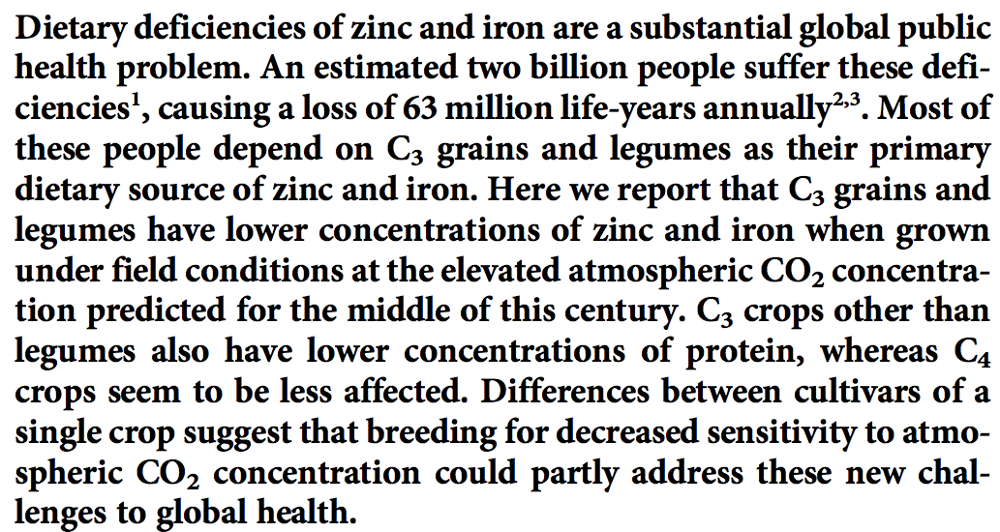 Dietary deficiencies of zinc and iron are a substantial global public
health problem. An estimated two billion people suffer these defi-
ciencies¹, causing a loss of 63 million life-years annually²,³. Most of
these people depend on C₃ grains and legumes as their primary
dietary source of zinc and iron. Here we report that C₃ grains and
legumes have lower concentrations of zinc and iron when grown
under field conditions at the elevated atmospheric CO₂ concentra-
tion predicted for the middle of this century. C₃ crops other than
legumes also have lower concentrations of protein, whereas C₄
crops seem to be less affected. Differences between cultivars of a
single crop suggest that breeding for decreased sensitivity to atmo-
spheric CO₂ concentration could partly address these new chal-
lenges to global health.